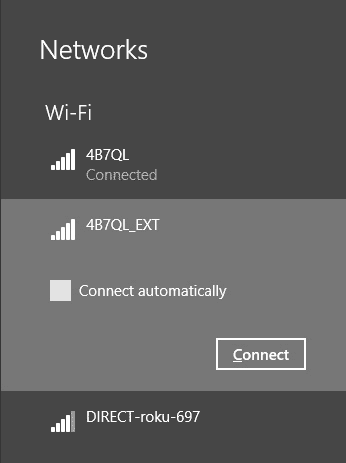 Networks
Wi-Fi
4B7QL
Connected
4B7QL_EXT
Connect automatically
Connect
DIRECT-roku-697